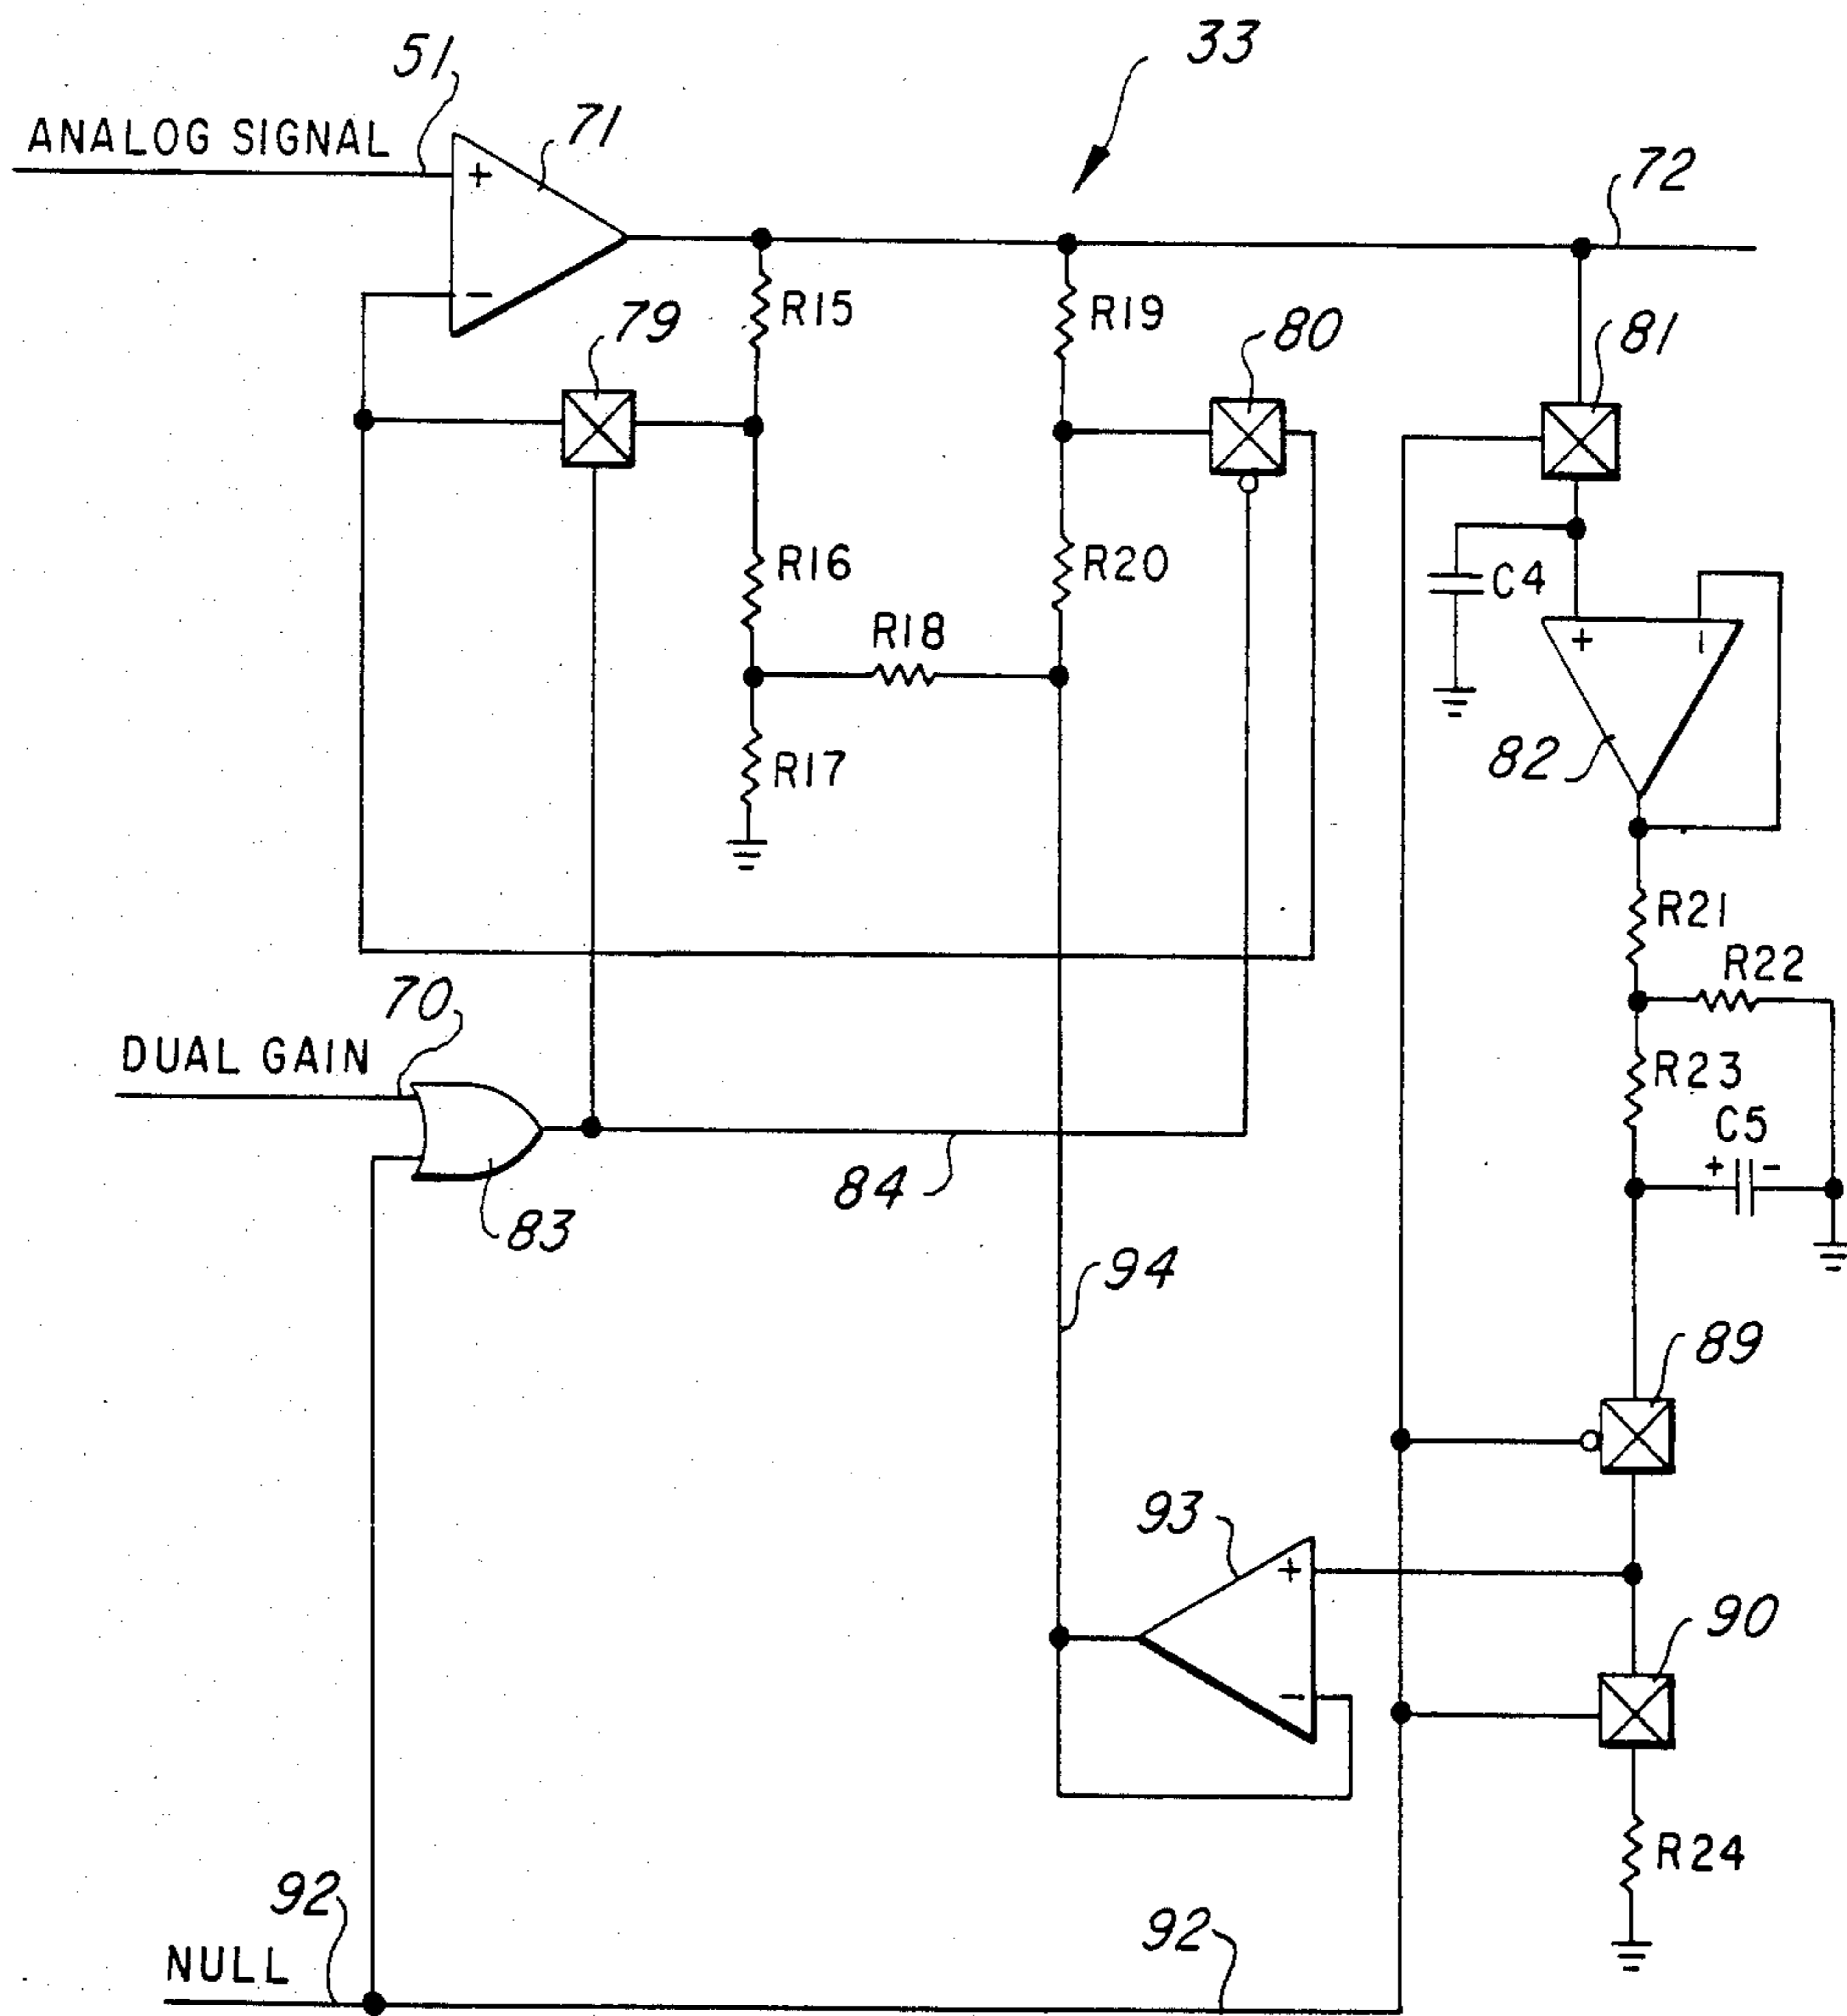 33
51
ANALOG SIGNAL
71
+
-
72
R15
R19
79
80
81
R16
R20
C4
R18
+
-
R17
82
R21
R22
70
DUAL GAIN
R23
C5
+ -
84
83
94
89
93
+
-
90
R24
92
92
NULL